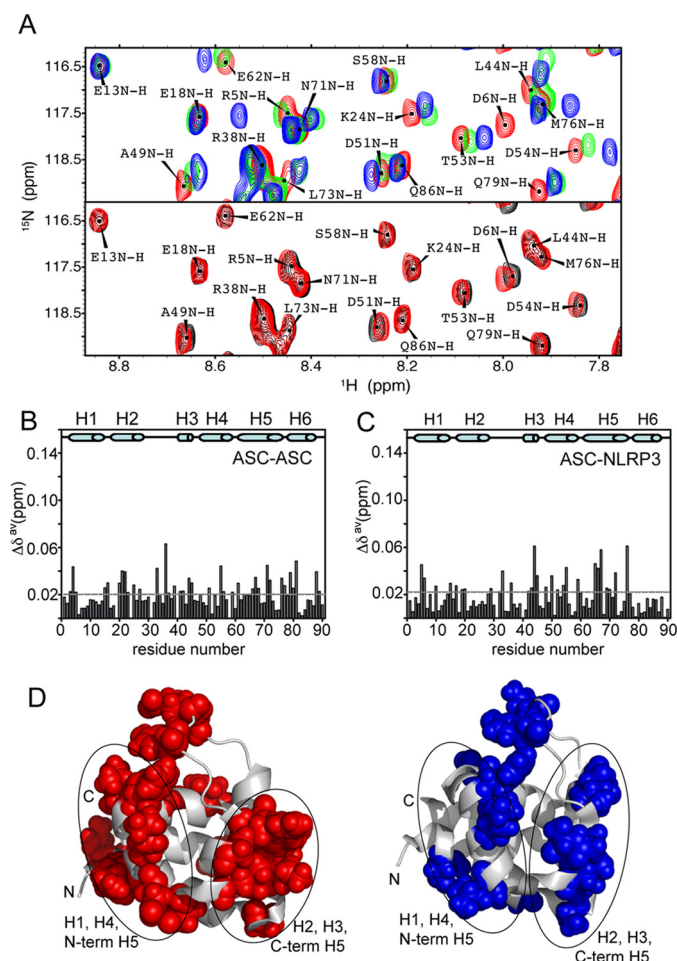 A
116.5
117.5
118.5
116.5
117.5
118.5
¹⁵N (ppm)
E13N-H
E62N-H
E18N-H
R5N-H
N71N-H
S58N-H
L44N-H
K24N-H
D6N-H
M76N-H
R38N-H
D51N-H
T53N-H
D54N-H
A49N-H
L73N-H
Q86N-H
Q79N-H
E13N-H
E62N-H
S58N-H
D6N-H
L44N-H
E18N-H
R5N-H
K24N-H
N71N-H
M76N-H
R38N-H
L73N-H
D51N-H
T53N-H
D54N-H
A49N-H
Q86N-H
Q79N-H
8.8 8.6 8.4 8.2 8.0 7.8
¹H (ppm)
B
H1 H2 H3 H4 H5 H6
ASC-ASC
Δδᵃᵛ(ppm)
0.14
0.10
0.06
0.02
0 10 20 30 40 50 60 70 80 90
residue number
C
H1 H2 H3 H4 H5 H6
ASC-NLRP3
Δδᵃᵛ(ppm)
0.14
0.10
0.06
0.02
0 10 20 30 40 50 60 70 80 90
residue number
D
C
N
H1, H4,
N-term H5
H2, H3,
C-term H5
C
N
H1, H4,
N-term H5
H2, H3,
C-term H5